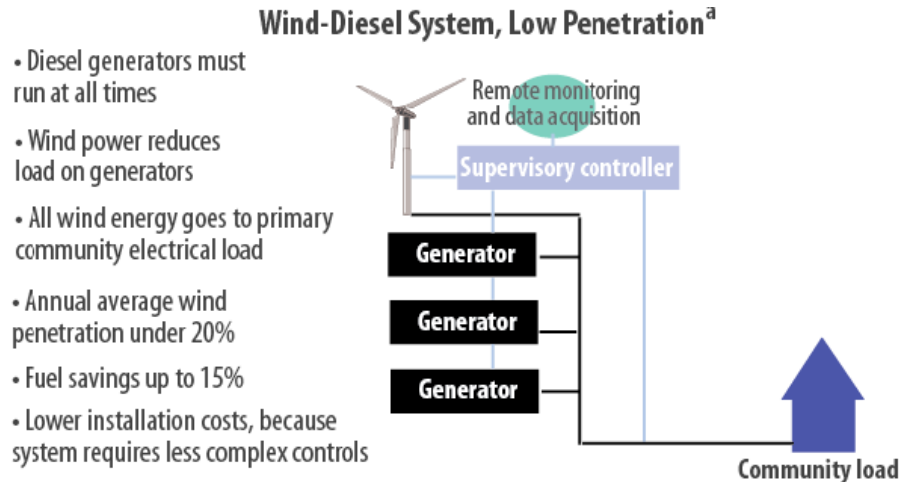 Wind-Diesel System, Low Penetrationª
• Diesel generators must
run at all times
• Wind power reduces
load on generators
• All wind energy goes to primary
community electrical load
• Annual average wind
penetration under 20%
• Fuel savings up to 15%
• Lower installation costs, because
system requires less complex controls
Remote monitoring
and data acquisition
Supervisory controller
Generator
Generator
Generator
Community load